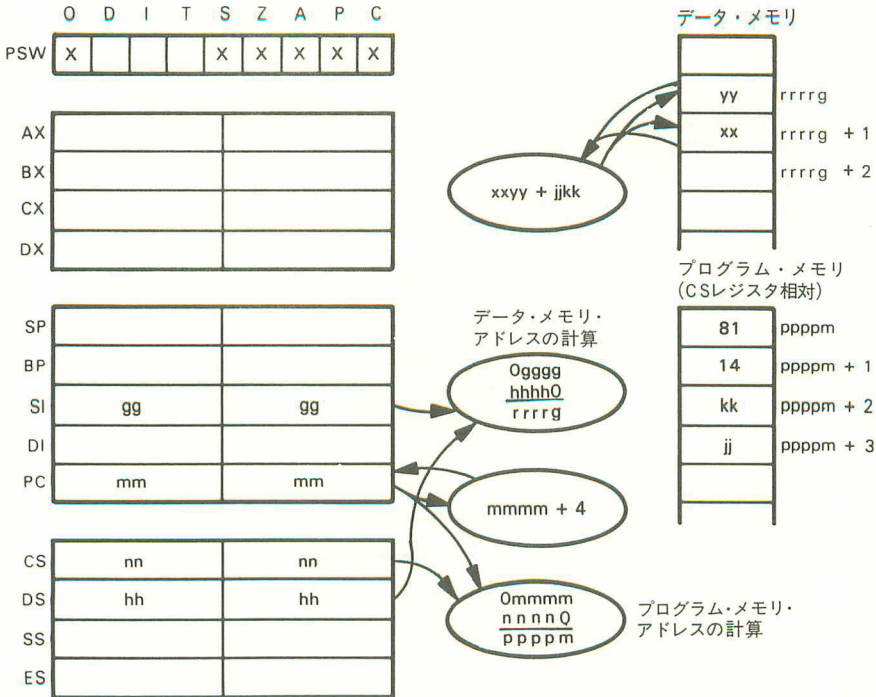 O D I T S Z A P C
PSW X X X X X X
AX
BX
CX
DX
SP
BP
SI gg gg
DI
PC mm mm
CS nn nn
DS hh hh
SS
ES
xxyy + jjkk
データ・メモリ・
アドレスの計算
0gggg
hhhh0
rrrrg
mmmm + 4
0mmmm
nnnn0
ppppm
プログラム・メモリ・
アドレスの計算
データ・メモリ
yy rrrrg
xx rrrrg + 1
rrrrg + 2
プログラム・メモリ
(CSレジスタ相対)
81 ppppm
14 ppppm + 1
kk ppppm + 2
jj ppppm + 3